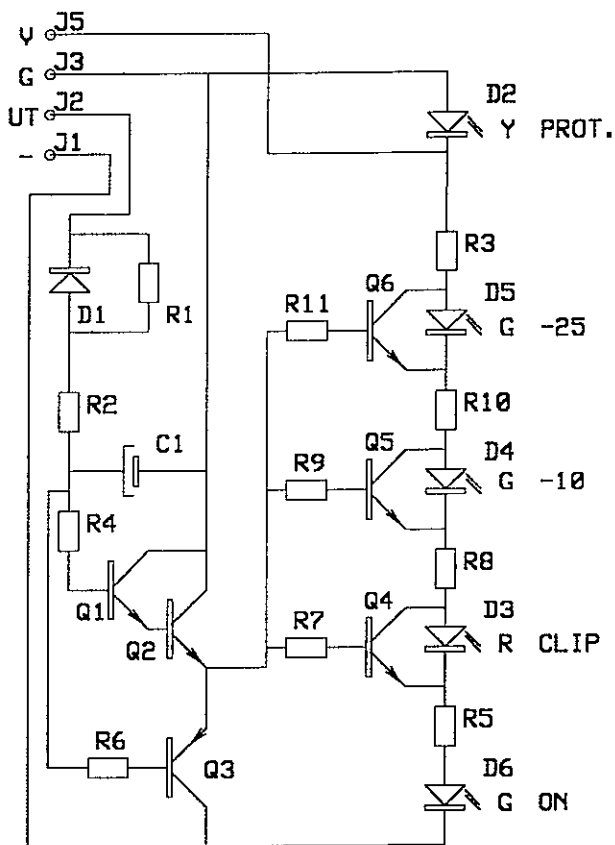 Y J5
G J3
UT J2
- J1
D2
Y PROT.
R3
D1
R1
R11
Q6
D5
G -25
R2
R10
C1
R9
Q5
D4
G -10
R4
R8
Q1
Q2
R7
Q4
D3
R CLIP
R5
R6
Q3
D6
G ON